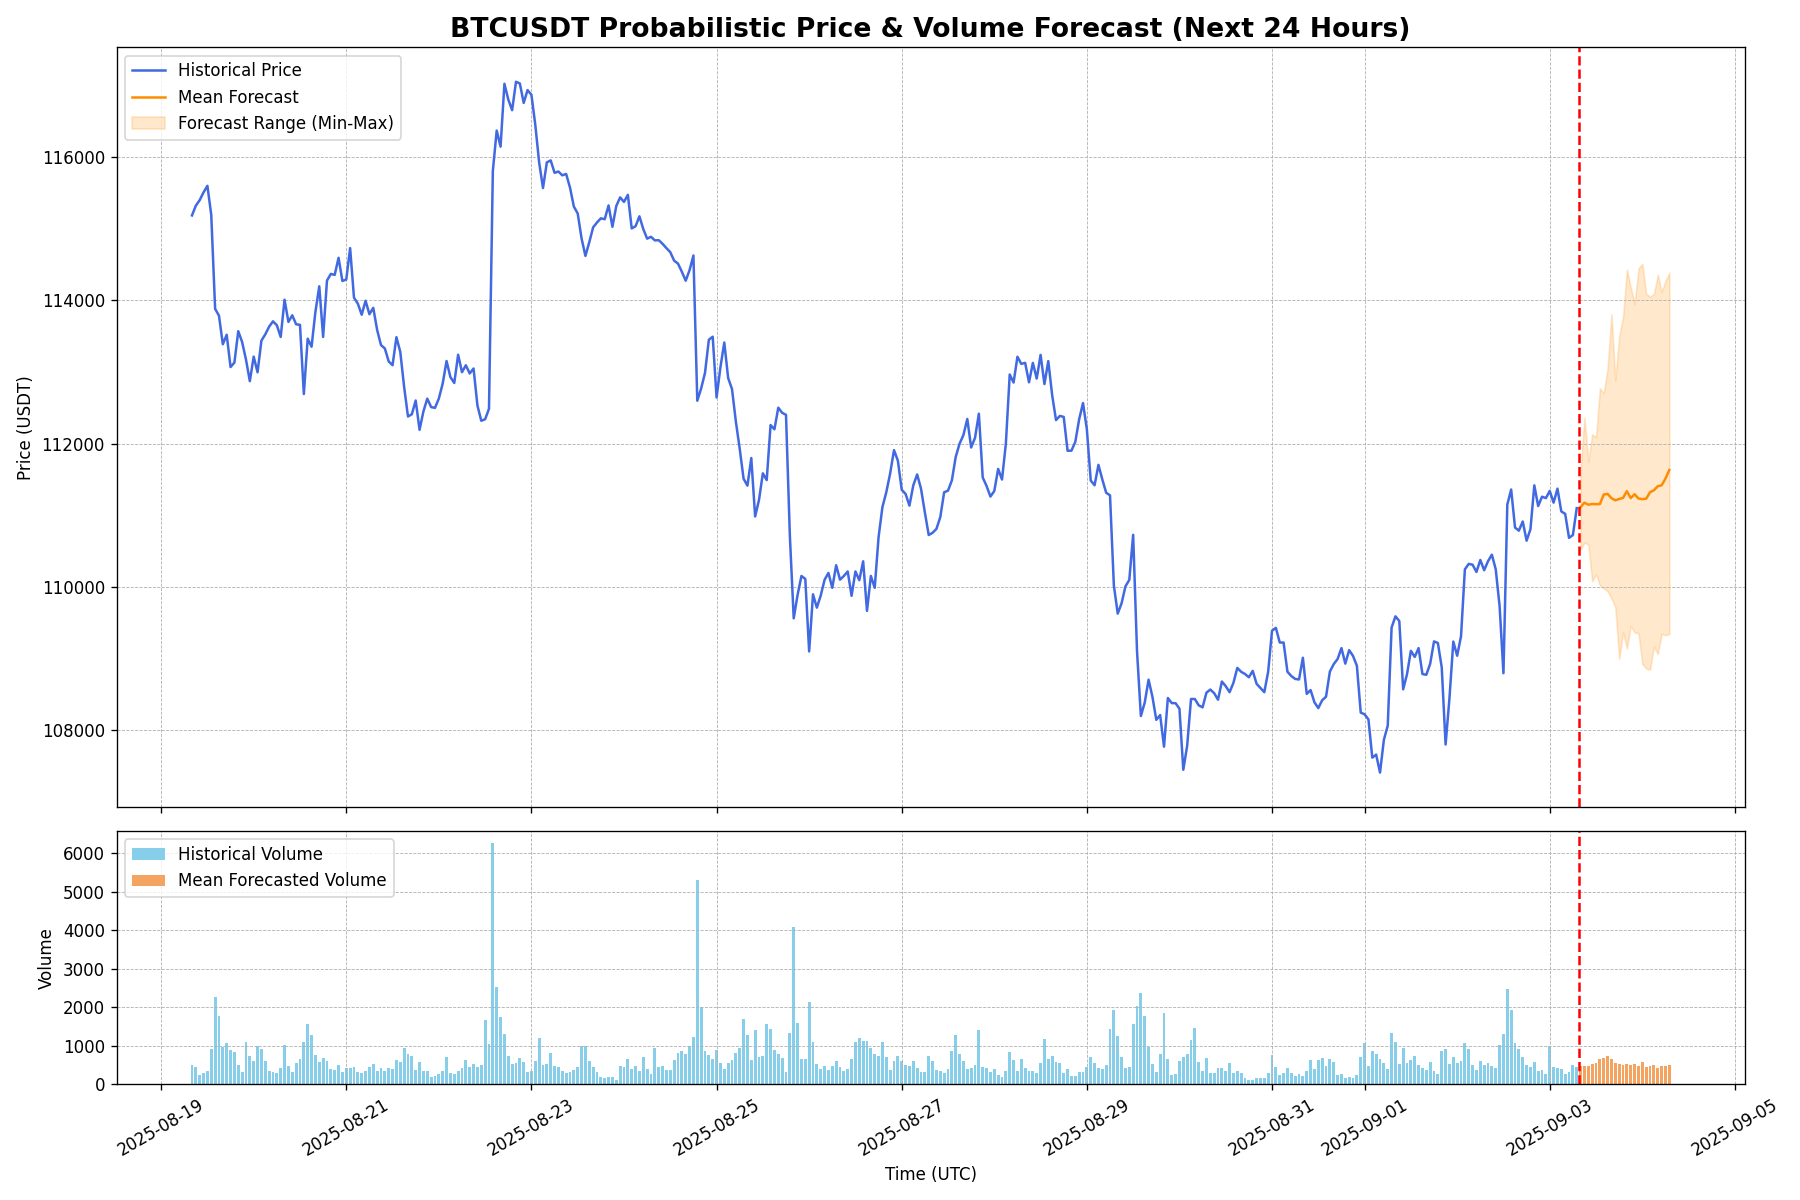 BTCUSDT Probabilistic Price & Volume Forecast (Next 24 Hours)
Historical Price
Mean Forecast
Forecast Range (Min-Max)
116000
114000
112000
110000
108000
Price (USDT)
Historical Volume
Mean Forecasted Volume
6000
5000
4000
3000
2000
1000
0
Volume
2025-08-19
2025-08-21
2025-08-23
2025-08-25
2025-08-27
2025-08-29
2025-08-31
2025-09-01
2025-09-03
2025-09-05
Time (UTC)